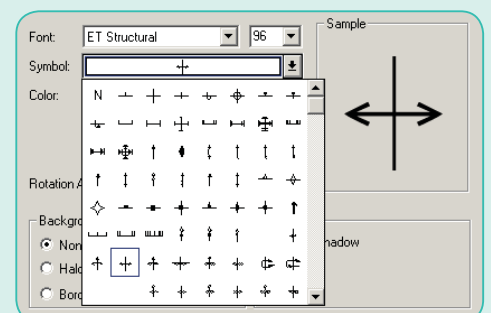 Font: ET Structural 96 Sample
Symbol:
Color: N
Rotation A
Backgro
Non hadow
Halo
Bord